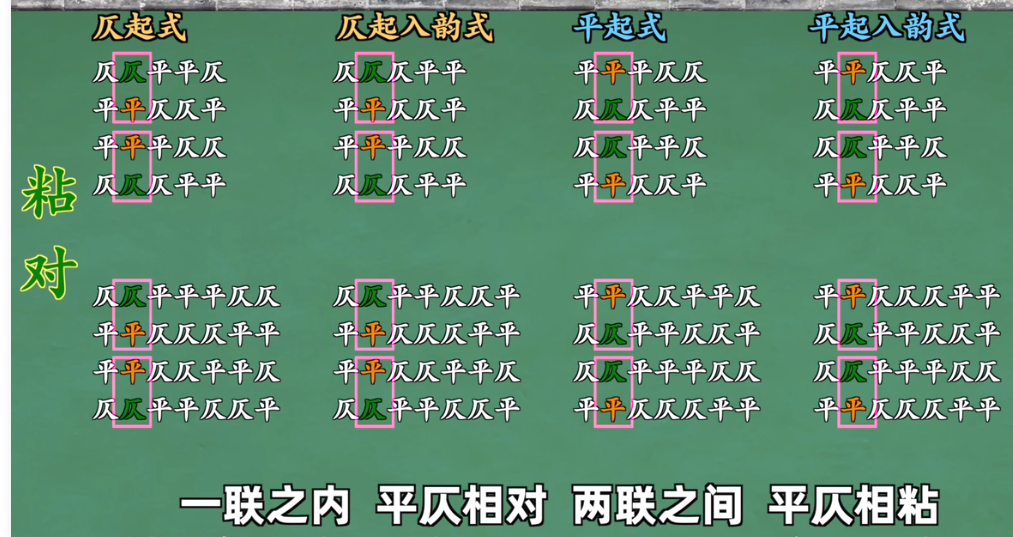 仄起式 仄起入韵式 平起式 平起入韵式
仄仄平平仄 仄仄仄平平 平平平仄仄 平平仄仄平
平平仄仄平 平平仄仄平 仄仄仄平平 仄仄仄平平
平平平仄仄 平平平仄仄 仄仄平平仄 仄仄平平仄
仄仄仄平平 仄仄仄平平 平平仄仄平 平平仄仄平
粘
对
仄仄平平平仄仄 仄仄平平仄仄平 平平仄仄平平仄 平平仄仄仄平平
平平仄仄仄平平 平平仄仄仄平平 仄仄平平仄仄平 仄仄平平仄仄平
平平仄仄平平仄 平平仄仄平平仄 仄仄平平平仄仄 仄仄平平平仄仄
仄仄平平仄仄平 仄仄平平仄仄平 平平仄仄仄平平 平平仄仄仄平平
一联之内 平仄相对 两联之间 平仄相粘